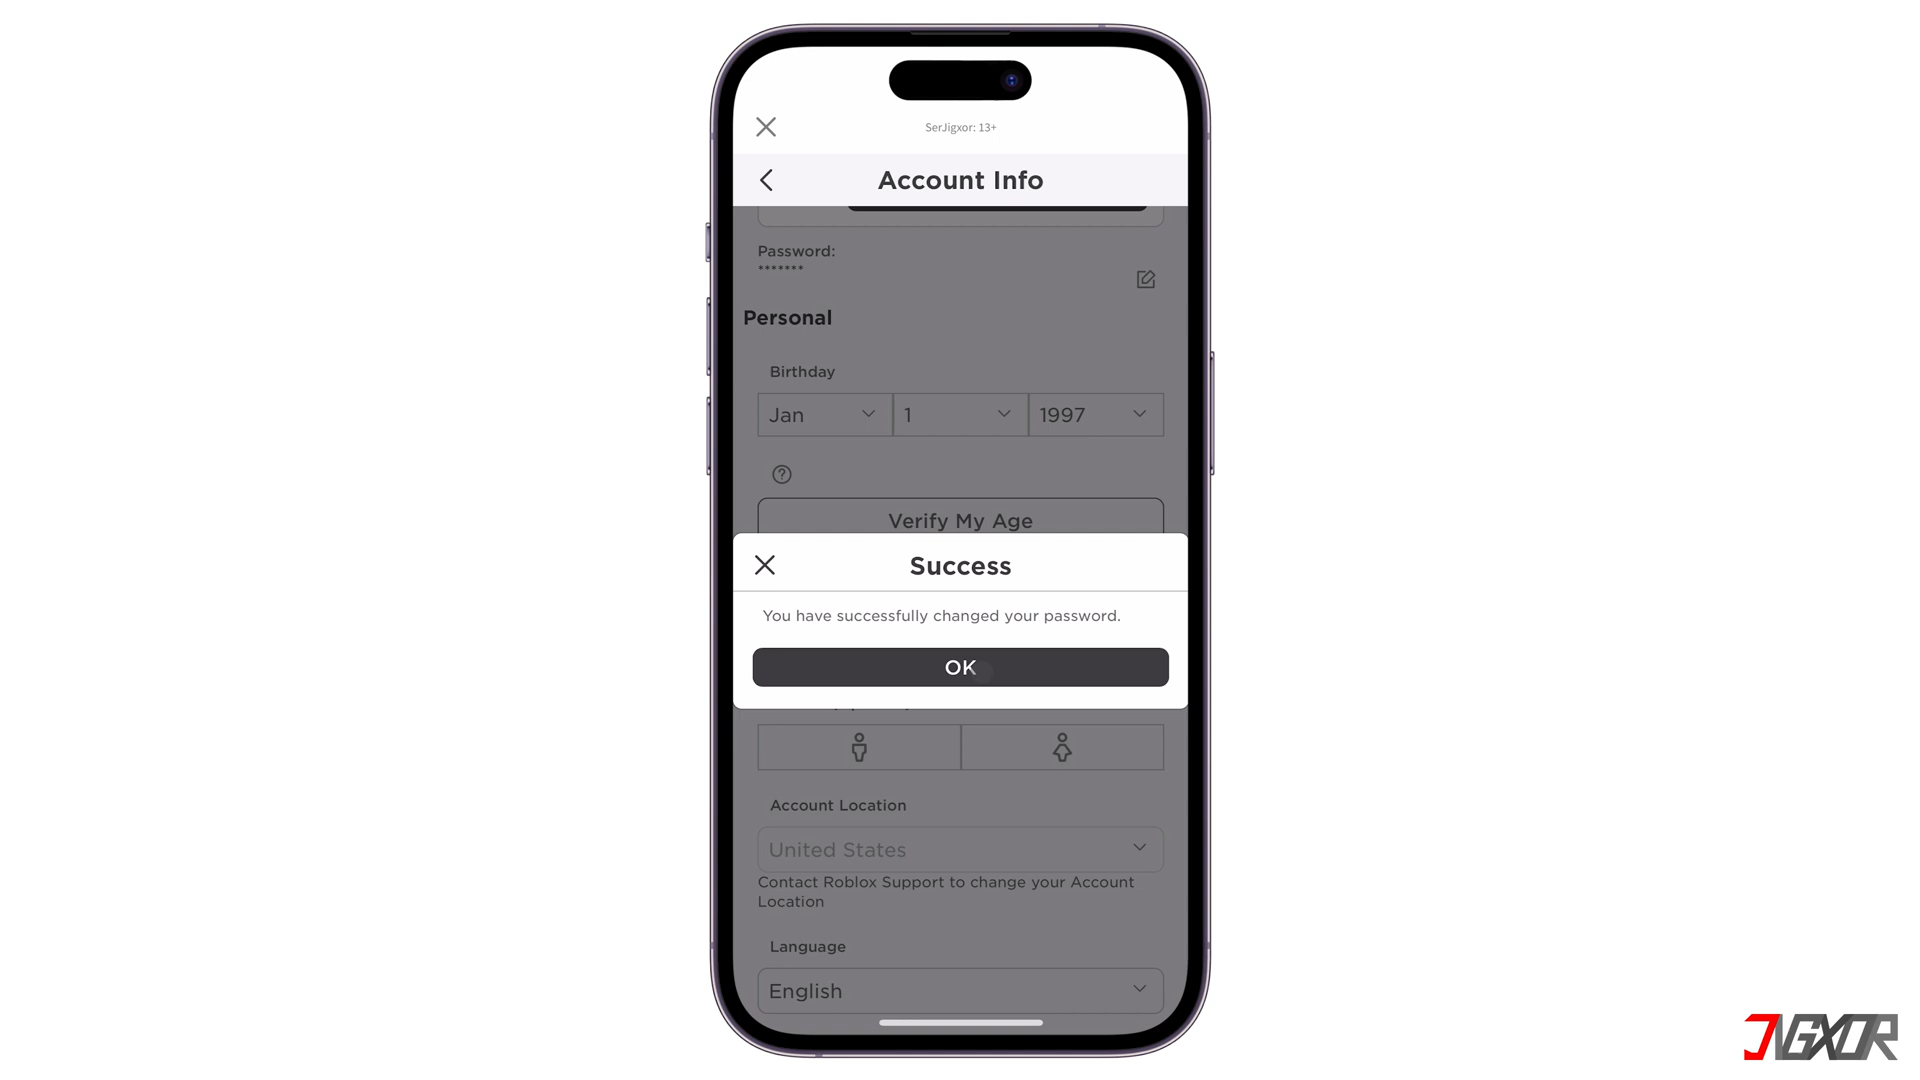 SerJigxor: 13+
Account Info
Password:
*******
Personal
Birthday
Jan
1
1997
Verify My Age
Success
You have successfully changed your password.
OK
Account Location
United States
Contact Roblox Support to change your Account
Location
Language
English
JIGXOR